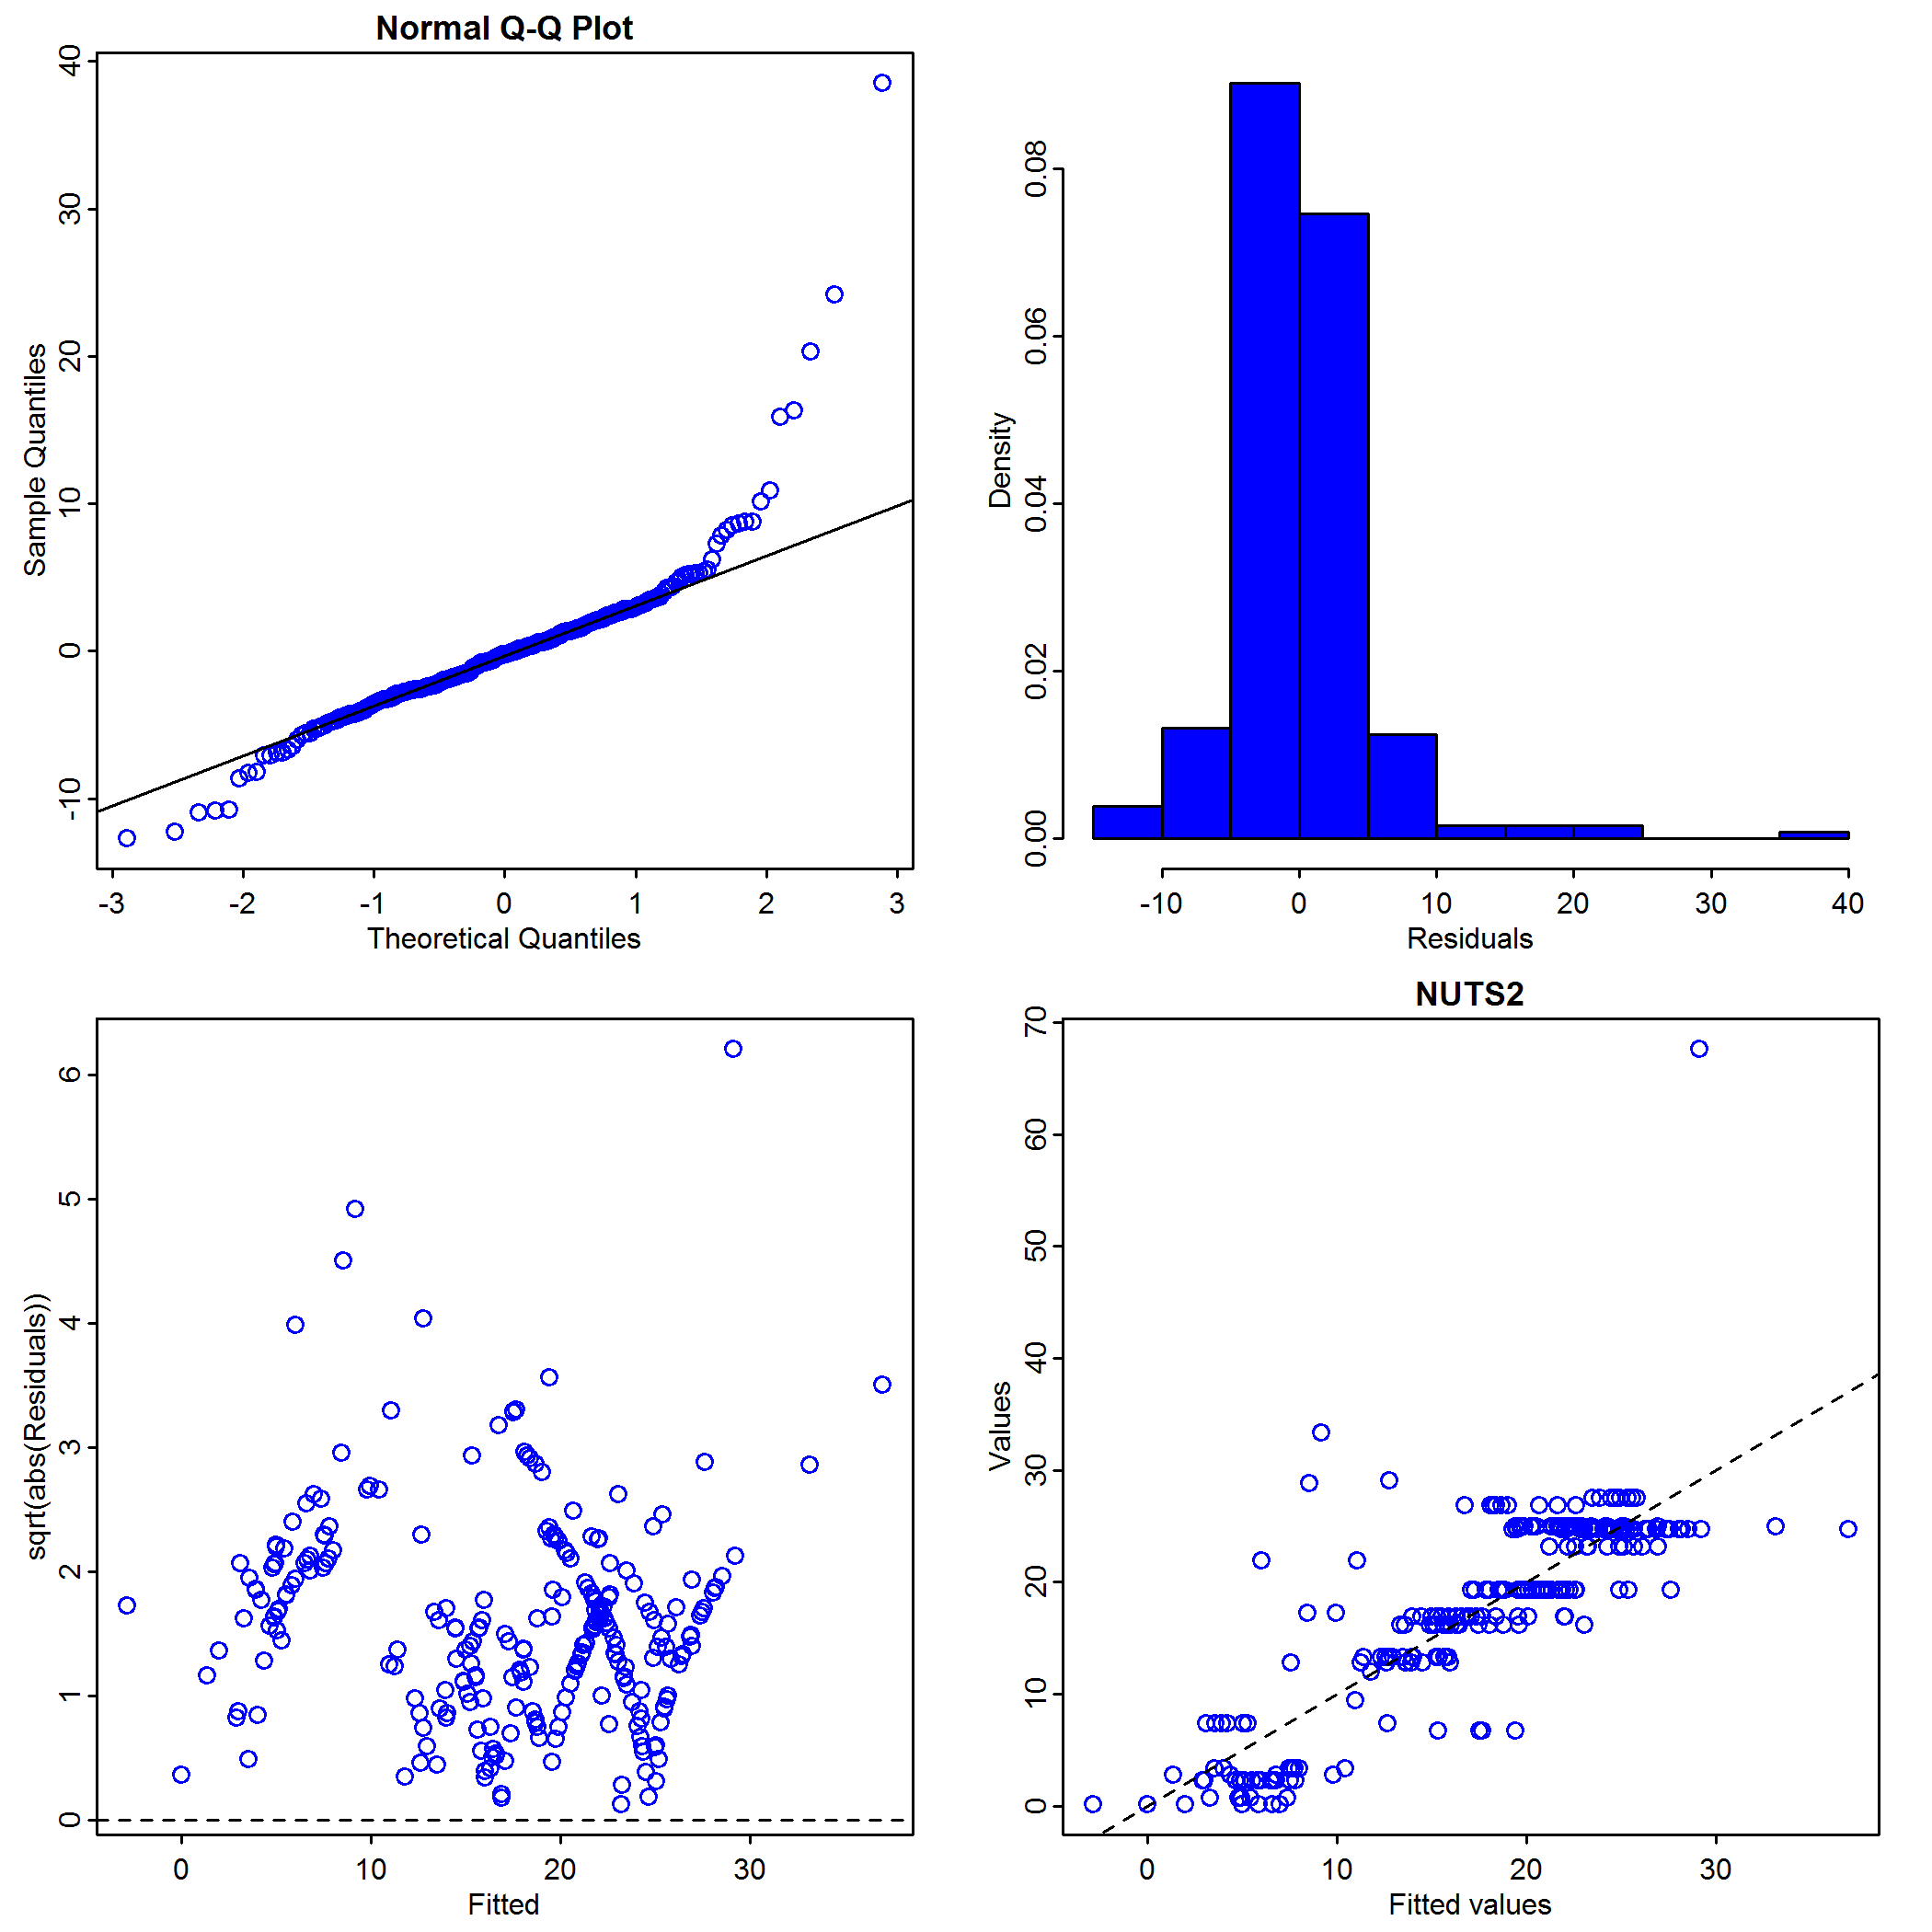 Normal Q-Q Plot
Sample Quantiles
-10 0 10 20 30 40
-3 -2 -1 0 1 2 3
Theoretical Quantiles
Density
0.00 0.02 0.04 0.06 0.08
-10 0 10 20 30 40
Residuals
sqrt(abs(Residuals))
0 1 2 3 4 5 6
0 10 20 30
Fitted
NUTS2
Values
0 10 20 30 40 50 60 70
0 10 20 30
Fitted values